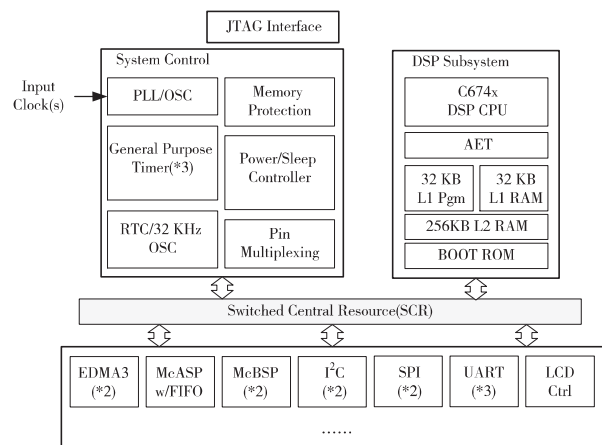 JTAG Interface
System Control
Input
Clock(s)
PLL/OSC
Memory
Protection
General Purpose
Timer(*3)
Power/Sleep
Controller
RTC/32 KHz
OSC
Pin
Multiplexing
DSP Subsystem
C674x
DSP CPU
AET
32 KB
L1 Pgm
32 KB
L1 RAM
256KB L2 RAM
BOOT ROM
Switched Central Resource(SCR)
EDMA3
(*2)
McASP
w/FIFO
McBSP
(*2)
I²C
(*2)
SPI
(*2)
UART
(*3)
LCD
Ctrl
……